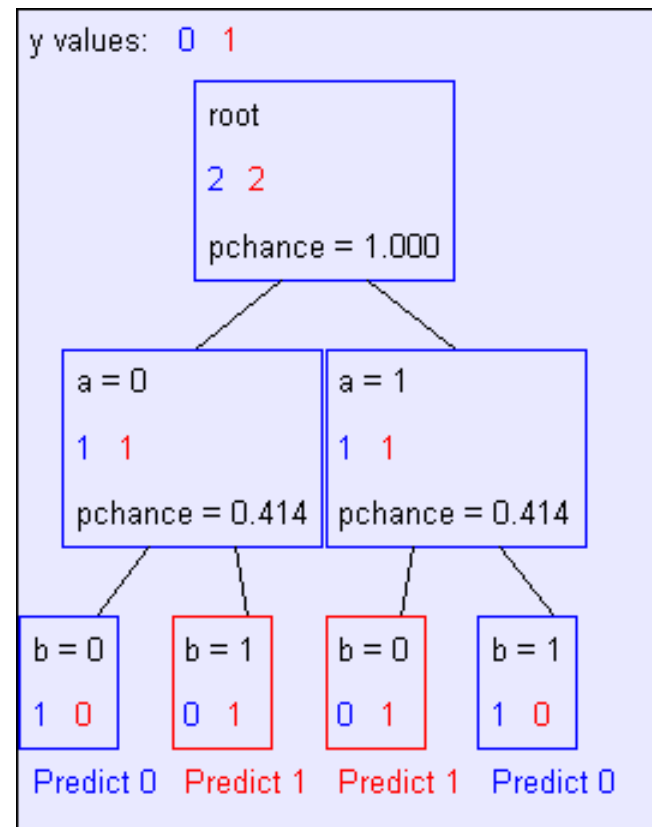 y values: 0 1
root
2 2
pchance = 1.000
a = 0
1 1
pchance = 0.414
a = 1
1 1
pchance = 0.414
b = 0
1 0
Predict 0
b = 1
0 1
Predict 1
b = 0
0 1
Predict 1
b = 1
1 0
Predict 0